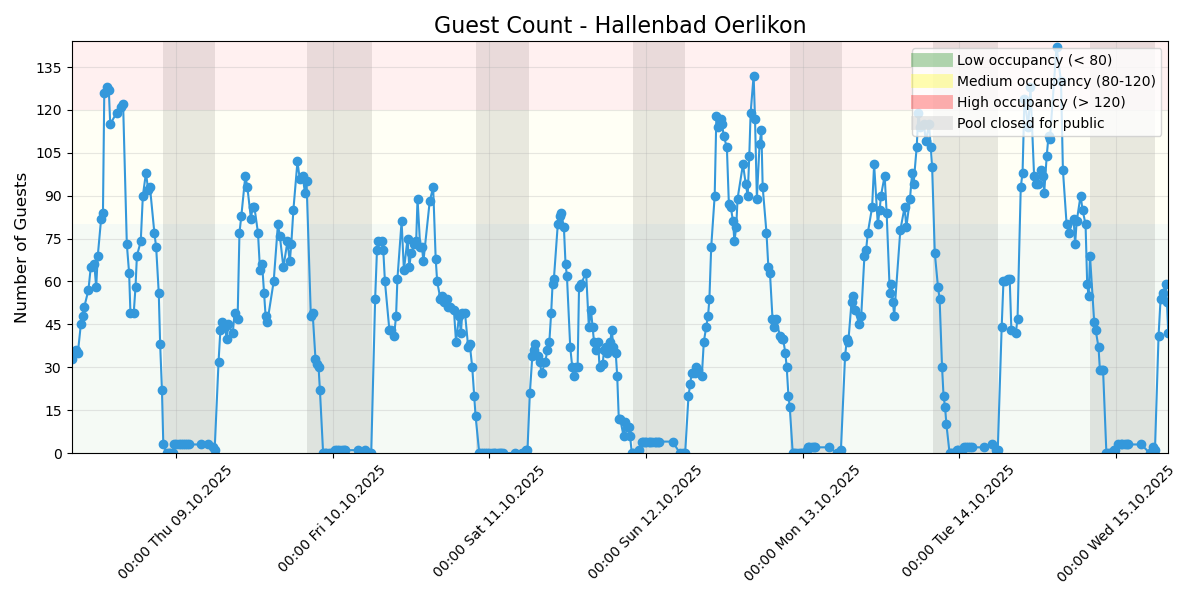 Guest Count - Hallenbad Oerlikon
Number of Guests
135
120
105
90
75
60
45
30
15
0
Low occupancy (< 80)
Medium occupancy (80-120)
High occupancy (> 120)
Pool closed for public
00:00 Thu 09.10.2025
00:00 Fri 10.10.2025
00:00 Sat 11.10.2025
00:00 Sun 12.10.2025
00:00 Mon 13.10.2025
00:00 Tue 14.10.2025
00:00 Wed 15.10.2025